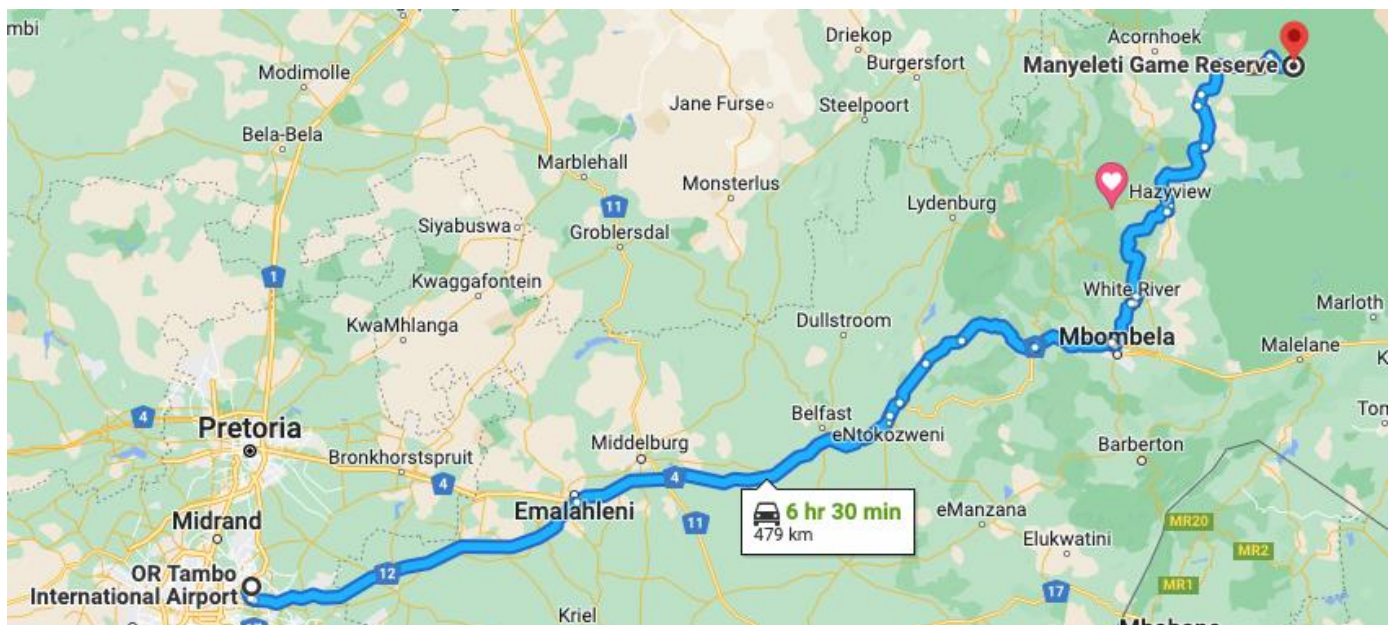 mbi
Driekop
Acornhoek
Modimolle
Burgersfort
Manyeleti Game Reserve
Jane Furse
Steelpoort
Bela-Bela
Marblehall
Monsterlus
Hazyview
11
Lydenburg
Siyabuswa
Groblersdal
1
Kwaggafontein
White River
Marloth
KwaMhlanga
Dullstroom
Mbombela
Malelane
K
4
Belfast
Tom
Pretoria
eNtokozweni
Middelburg
Barberton
Bronkhorstspruit
4
4
Emalahleni
6 hr 30 min
479 km
eManzana
Midrand
11
MR20
Elukwatini
MR2
OR Tambo
International Airport
12
MR1
17
Kriel
Mbabane